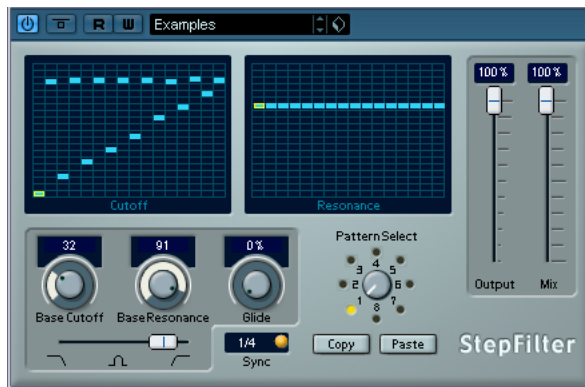 R W Examples
100% 100%
Cutoff Resonance
32 91 0%
Base Cutoff Base Resonance Glide
Pattern Select
1 2 3 4 5 6 7 8
Output Mix
1/4
Sync
Copy Paste
StepFilter